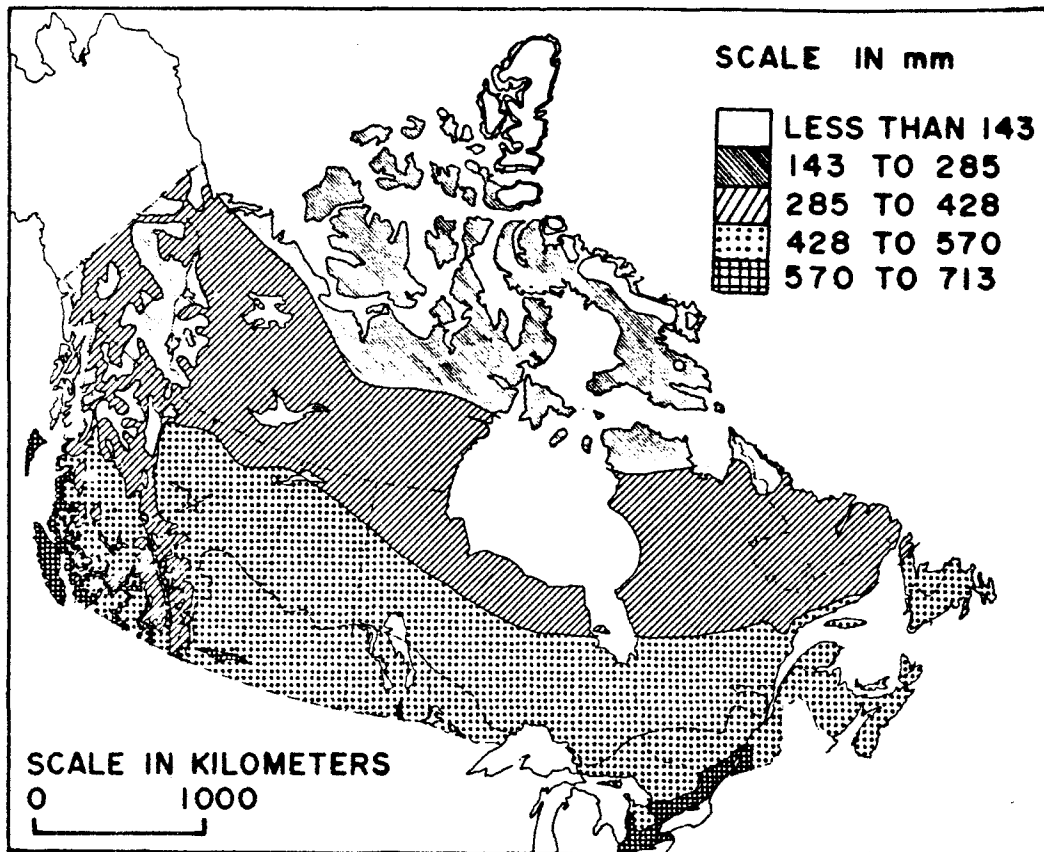 SCALE IN mm
LESS THAN 143
143 TO 285
285 TO 428
428 TO 570
570 TO 713
SCALE IN KILOMETERS
0 1000